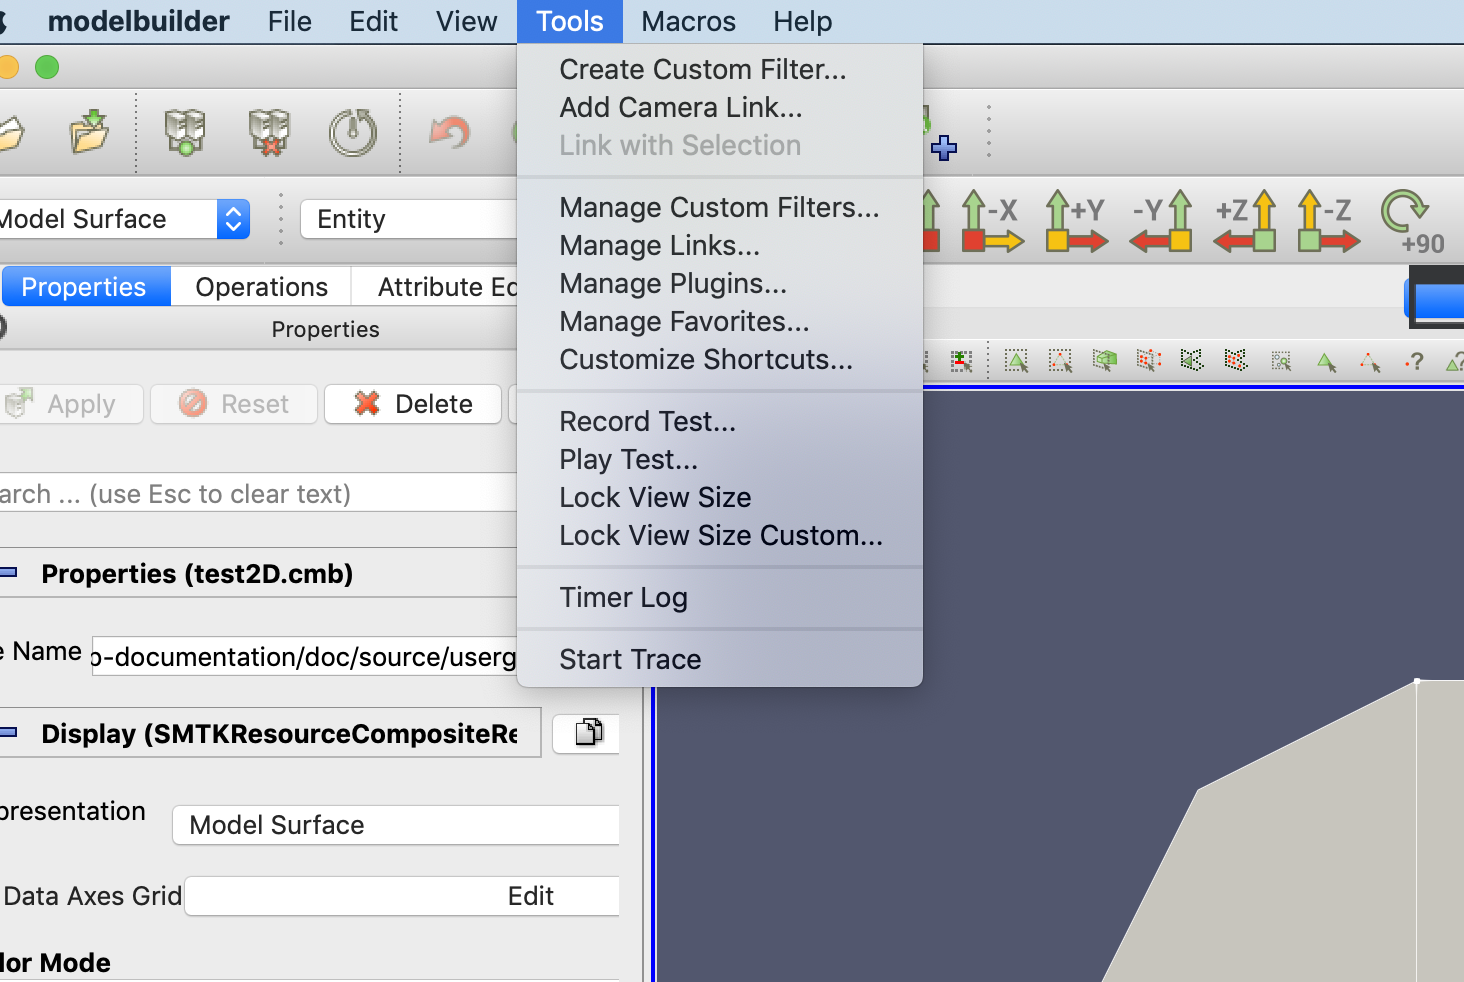 modelbuilder File Edit View Tools Macros Help
Create Custom Filter...
Add Camera Link...
Link with Selection
Manage Custom Filters...
Manage Links...
Manage Plugins...
Manage Favorites...
Customize Shortcuts...
Record Test...
Play Test...
Lock View Size
Lock View Size Custom...
Timer Log
Start Trace
Model Surface Entity
-X +Y -Y +Z -Z +90
Properties Operations Attribute Ed
Properties
Apply Reset Delete
arch ... (use Esc to clear text)
Properties (test2D.cmb)
e Name
o-documentation/doc/source/userg
Display (SMTKResourceCompositeRe
presentation Model Surface
Data Axes Grid Edit
lor Mode